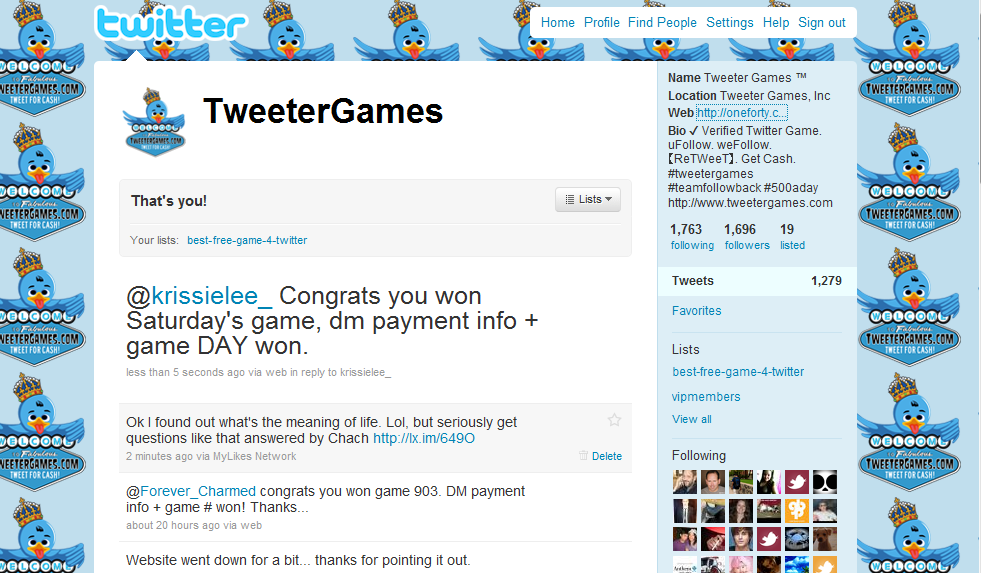 twitter
Home Profile Find People Settings Help Sign out
TweeterGames
WELCOME
to Fabulous
TWEETERGAMES.COM
TWEET FOR CASH!
That's you!
Lists
Your lists: best-free-game-4-twitter
@krissielee_ Congrats you won
Saturday's game, dm payment info +
game DAY won.
less than 5 seconds ago via web in reply to krissielee_
Ok I found out what's the meaning of life. Lol, but seriously get
questions like that answered by Chach http://lx.im/649O
2 minutes ago via MyLikes Network
Delete
@Forever_Charmed congrats you won game 903. DM payment
info + game # won! Thanks...
about 20 hours ago via web
Website went down for a bit... thanks for pointing it out.
Name Tweeter Games ™
Location Tweeter Games, Inc
Web http://oneforty.c...
Bio ✓ Verified Twitter Game.
uFollow. weFollow.
【ReTWeeT】. Get Cash.
#tweetergames
#teamfollowback #500aday
http://www.tweetergames.com
1,763 1,696 19
following followers listed
Tweets 1,279
Favorites
Lists
best-free-game-4-twitter
vipmembers
View all
Following